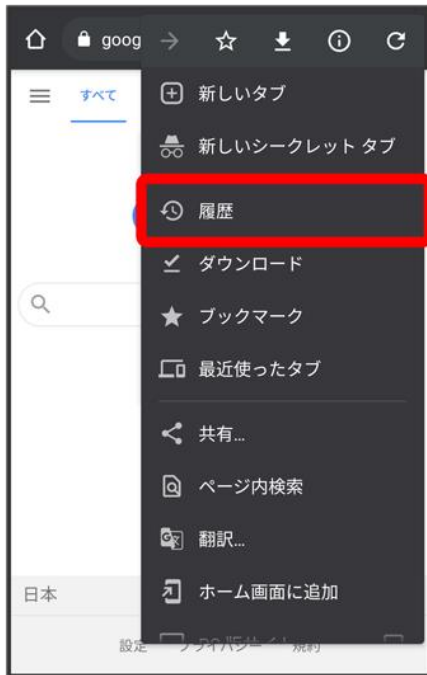 goog
すべて
新しいタブ
新しいシークレット タブ
履歴
ダウンロード
ブックマーク
最近使ったタブ
共有...
ページ内検索
翻訳...
ホーム画面に追加
日本
設定
規約